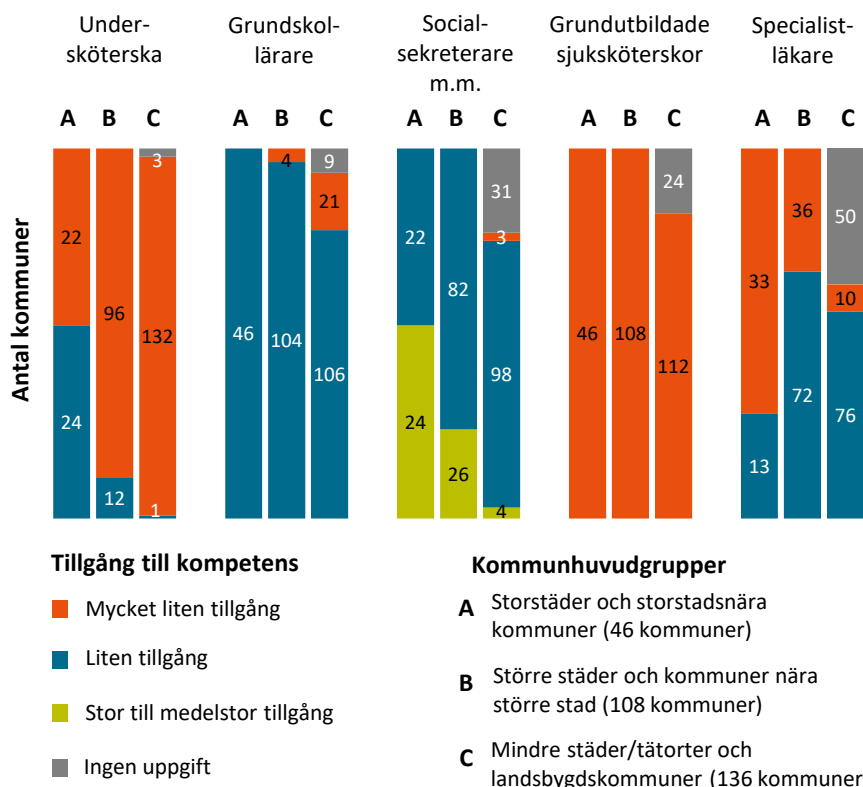 Under-
sköterska
Grundskol-
lärare
Social-
sekreterare
m.m.
Grundutbildade
sjuksköterskor
Specialist-
läkare
A B C A B C A B C A B C A B C
Antal kommuner
22 24
96 12
3 132 1
46
4 104
9 21 106
22 24
82 26
31 3 98 4
46
108
24 112
33 13
36 72
50 10 76
Tillgång till kompetens
Mycket liten tillgång
Liten tillgång
Stor till medelstor tillgång
Ingen uppgift
Kommunhuvudgrupper
A Storstäder och storstadsnära
kommuner (46 kommuner)
B Större städer och kommuner nära
större stad (108 kommuner)
C Mindre städer/tätorter och
landsbygdskommuner (136 kommuner